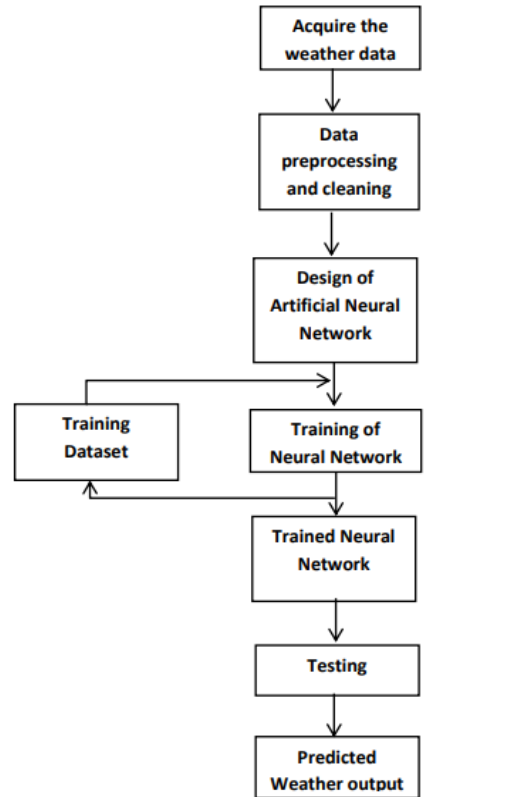 Acquire the
weather data
Data
preprocessing
and cleaning
Design of
Artificial Neural
Network
Training
Dataset
Training of
Neural Network
Trained Neural
Network
Testing
Predicted
Weather output